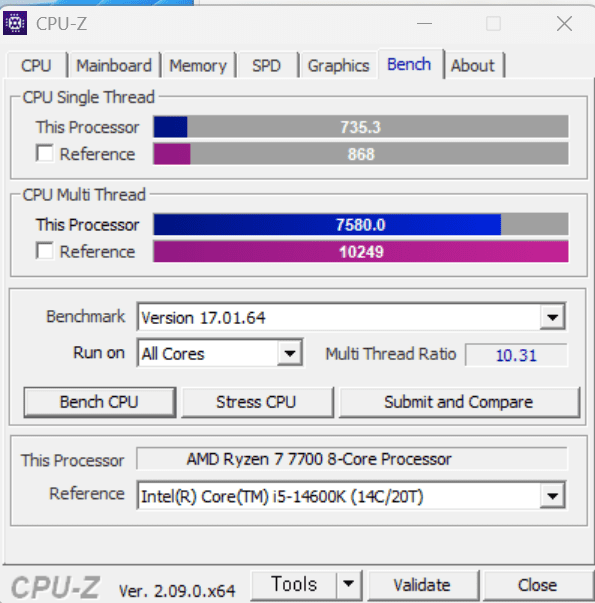 CPU-Z
CPU Mainboard Memory SPD Graphics Bench About
CPU Single Thread
This Processor 735.3
Reference 868
CPU Multi Thread
This Processor 7580.0
Reference 10249
Benchmark Version 17.01.64
Run on All Cores Multi Thread Ratio 10.31
Bench CPU Stress CPU Submit and Compare
This Processor AMD Ryzen 7 7700 8-Core Processor
Reference Intel(R) Core(TM) i5-14600K (14C/20T)
CPU-Z Ver. 2.09.0.x64 Tools Validate Close